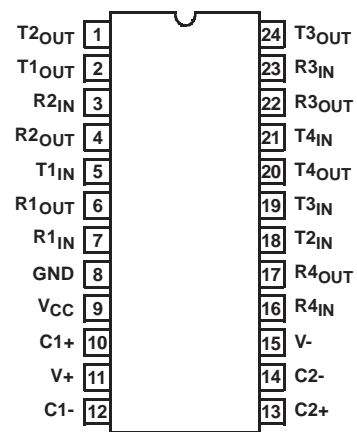 T2OUT 1 24 T3OUT
T1OUT 2 23 R3IN
R2IN 3 22 R3OUT
R2OUT 4 21 T4IN
T1IN 5 20 T4OUT
R1OUT 6 19 T3IN
R1IN 7 18 T2IN
GND 8 17 R4OUT
VCC 9 16 R4IN
C1+ 10 15 V-
V+ 11 14 C2-
C1- 12 13 C2+